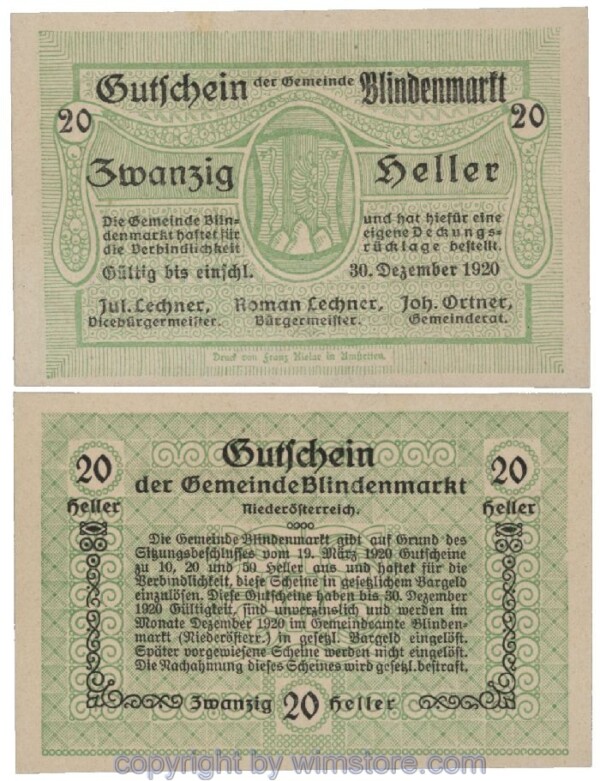 Gutschein der Gemeinde Blindenmarkt
20 20
Zwanzig Heller
Die Gemeinde Blin-
denmarkt haftet für
die Verbindlichkeit
und hat hiefür eine
eigene Deckungs-
rücklage bestellt.
Gültig bis einschl. 30. Dezember 1920
Jul. Lechner, Roman Lechner, Joh. Ortner,
Vicebürgermeister. Bürgermeister. Gemeinderat.
Druck von Franz in Amstetten.
20 Gutschein 20
der Gemeinde Blindenmarkt
Heller Niederösterreich. Heller
Die Gemeinde Blindenmarkt gibt auf Grund des
Sitzungsbeschlusses vom 19. März 1920 Gutscheine
zu 10, 20 und 50 Heller aus und haftet für die
Verbindlichkeit, diese Scheine in gesetzlichem Bargeld
einzulösen. Diese Gutscheine haben bis 30. Dezember
1920 Gültigkeit, sind unverzinslich und werden im
Monate Dezember 1920 im Gemeindeamte Blinden-
markt (Niederösterr.) in gesetzl. Bargeld eingelöst.
Später vorgewiesene Scheine werden nicht eingelöst.
Die Nachahmung dieses Scheines wird gesetzl. bestraft.
Zwanzig 20 Heller
copyright by wimstore.com